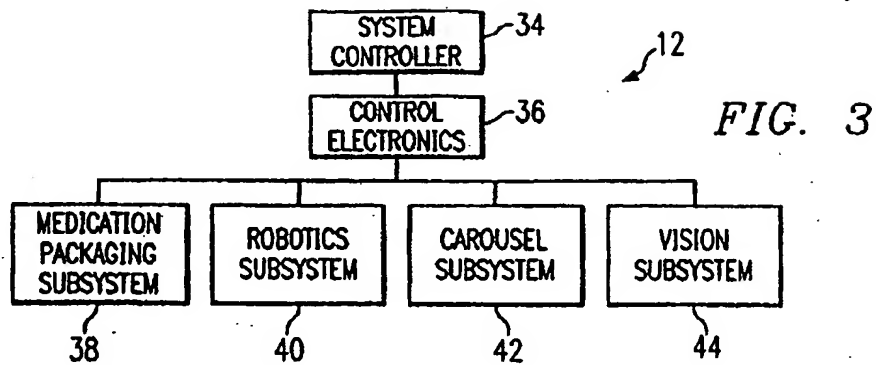 SYSTEM
CONTROLLER
34
12
CONTROL
ELECTRONICS
36
FIG. 3
MEDICATION
PACKAGING
SUBSYSTEM
ROBOTICS
SUBSYSTEM
CAROUSEL
SUBSYSTEM
VISION
SUBSYSTEM
38
40
42
44